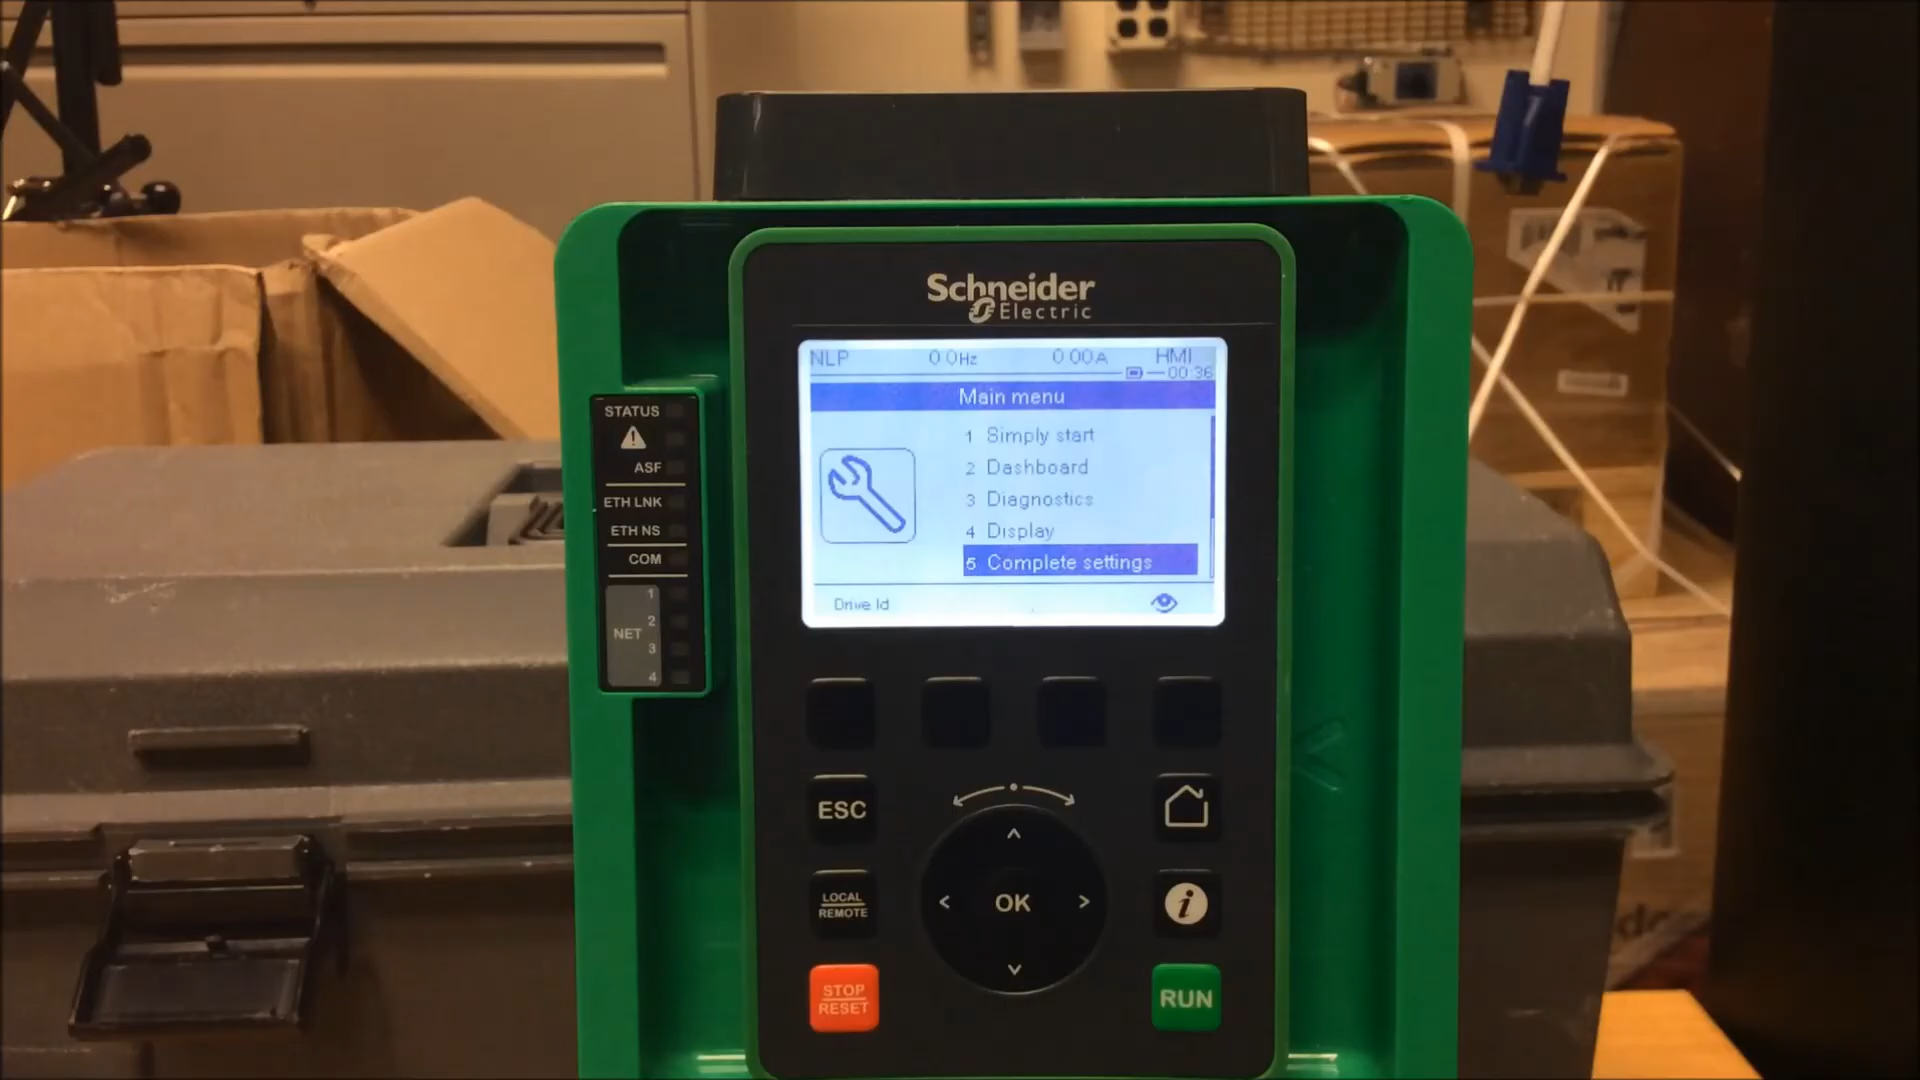 Schneider
Electric
NLP 0.0Hz 0.00A HMI
00:36
Main menu
1 Simply start
2 Dashboard
3 Diagnostics
4 Display
5 Complete settings
Drive Id
STATUS
ASF
ETH LNK
ETH NS
COM
NET
1
2
3
4
ESC
LOCAL
REMOTE
OK
i
STOP
RESET
RUN